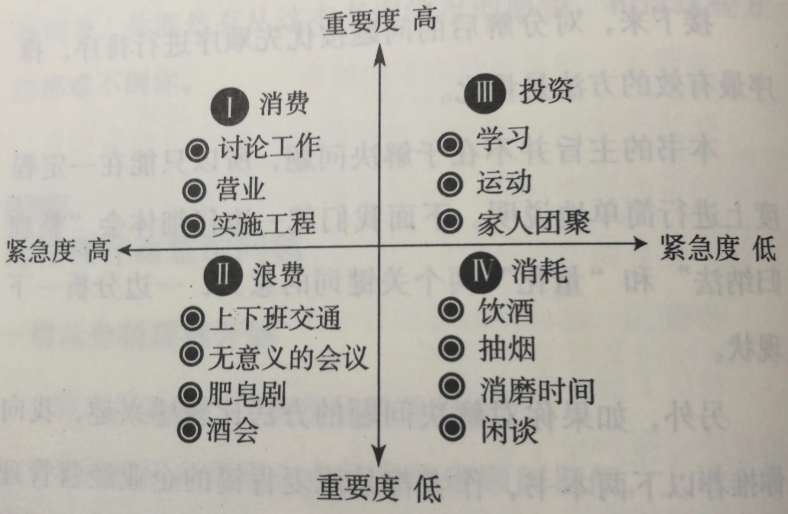 重要度 高
Ⅰ 消费
讨论工作
营业
实施工程
Ⅲ 投资
学习
运动
家人团聚
紧急度 高
紧急度 低
Ⅱ 浪费
上下班交通
无意义的会议
肥皂剧
酒会
Ⅳ 消耗
饮酒
抽烟
消磨时间
闲谈
重要度 低